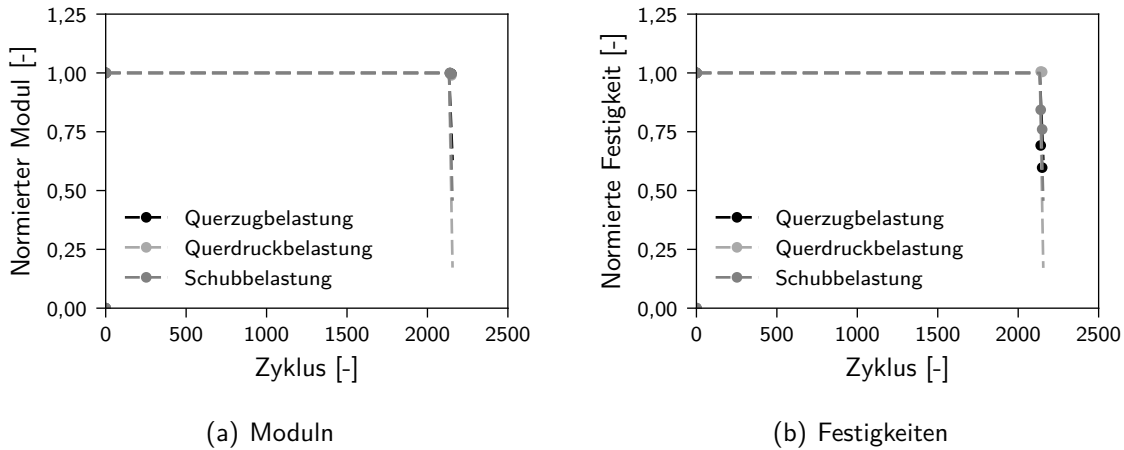 1,25
1,00
0,75
0,50
0,25
0,00
Normierter Modul [-]
Querzugbelastung
Querdruckbelastung
Schubbelastung
0 500 1000 1500 2000 2500
Zyklus [-]
(a) Moduln
1,25
1,00
0,75
0,50
0,25
0,00
Normierte Festigkeit [-]
Querzugbelastung
Querdruckbelastung
Schubbelastung
0 500 1000 1500 2000 2500
Zyklus [-]
(b) Festigkeiten